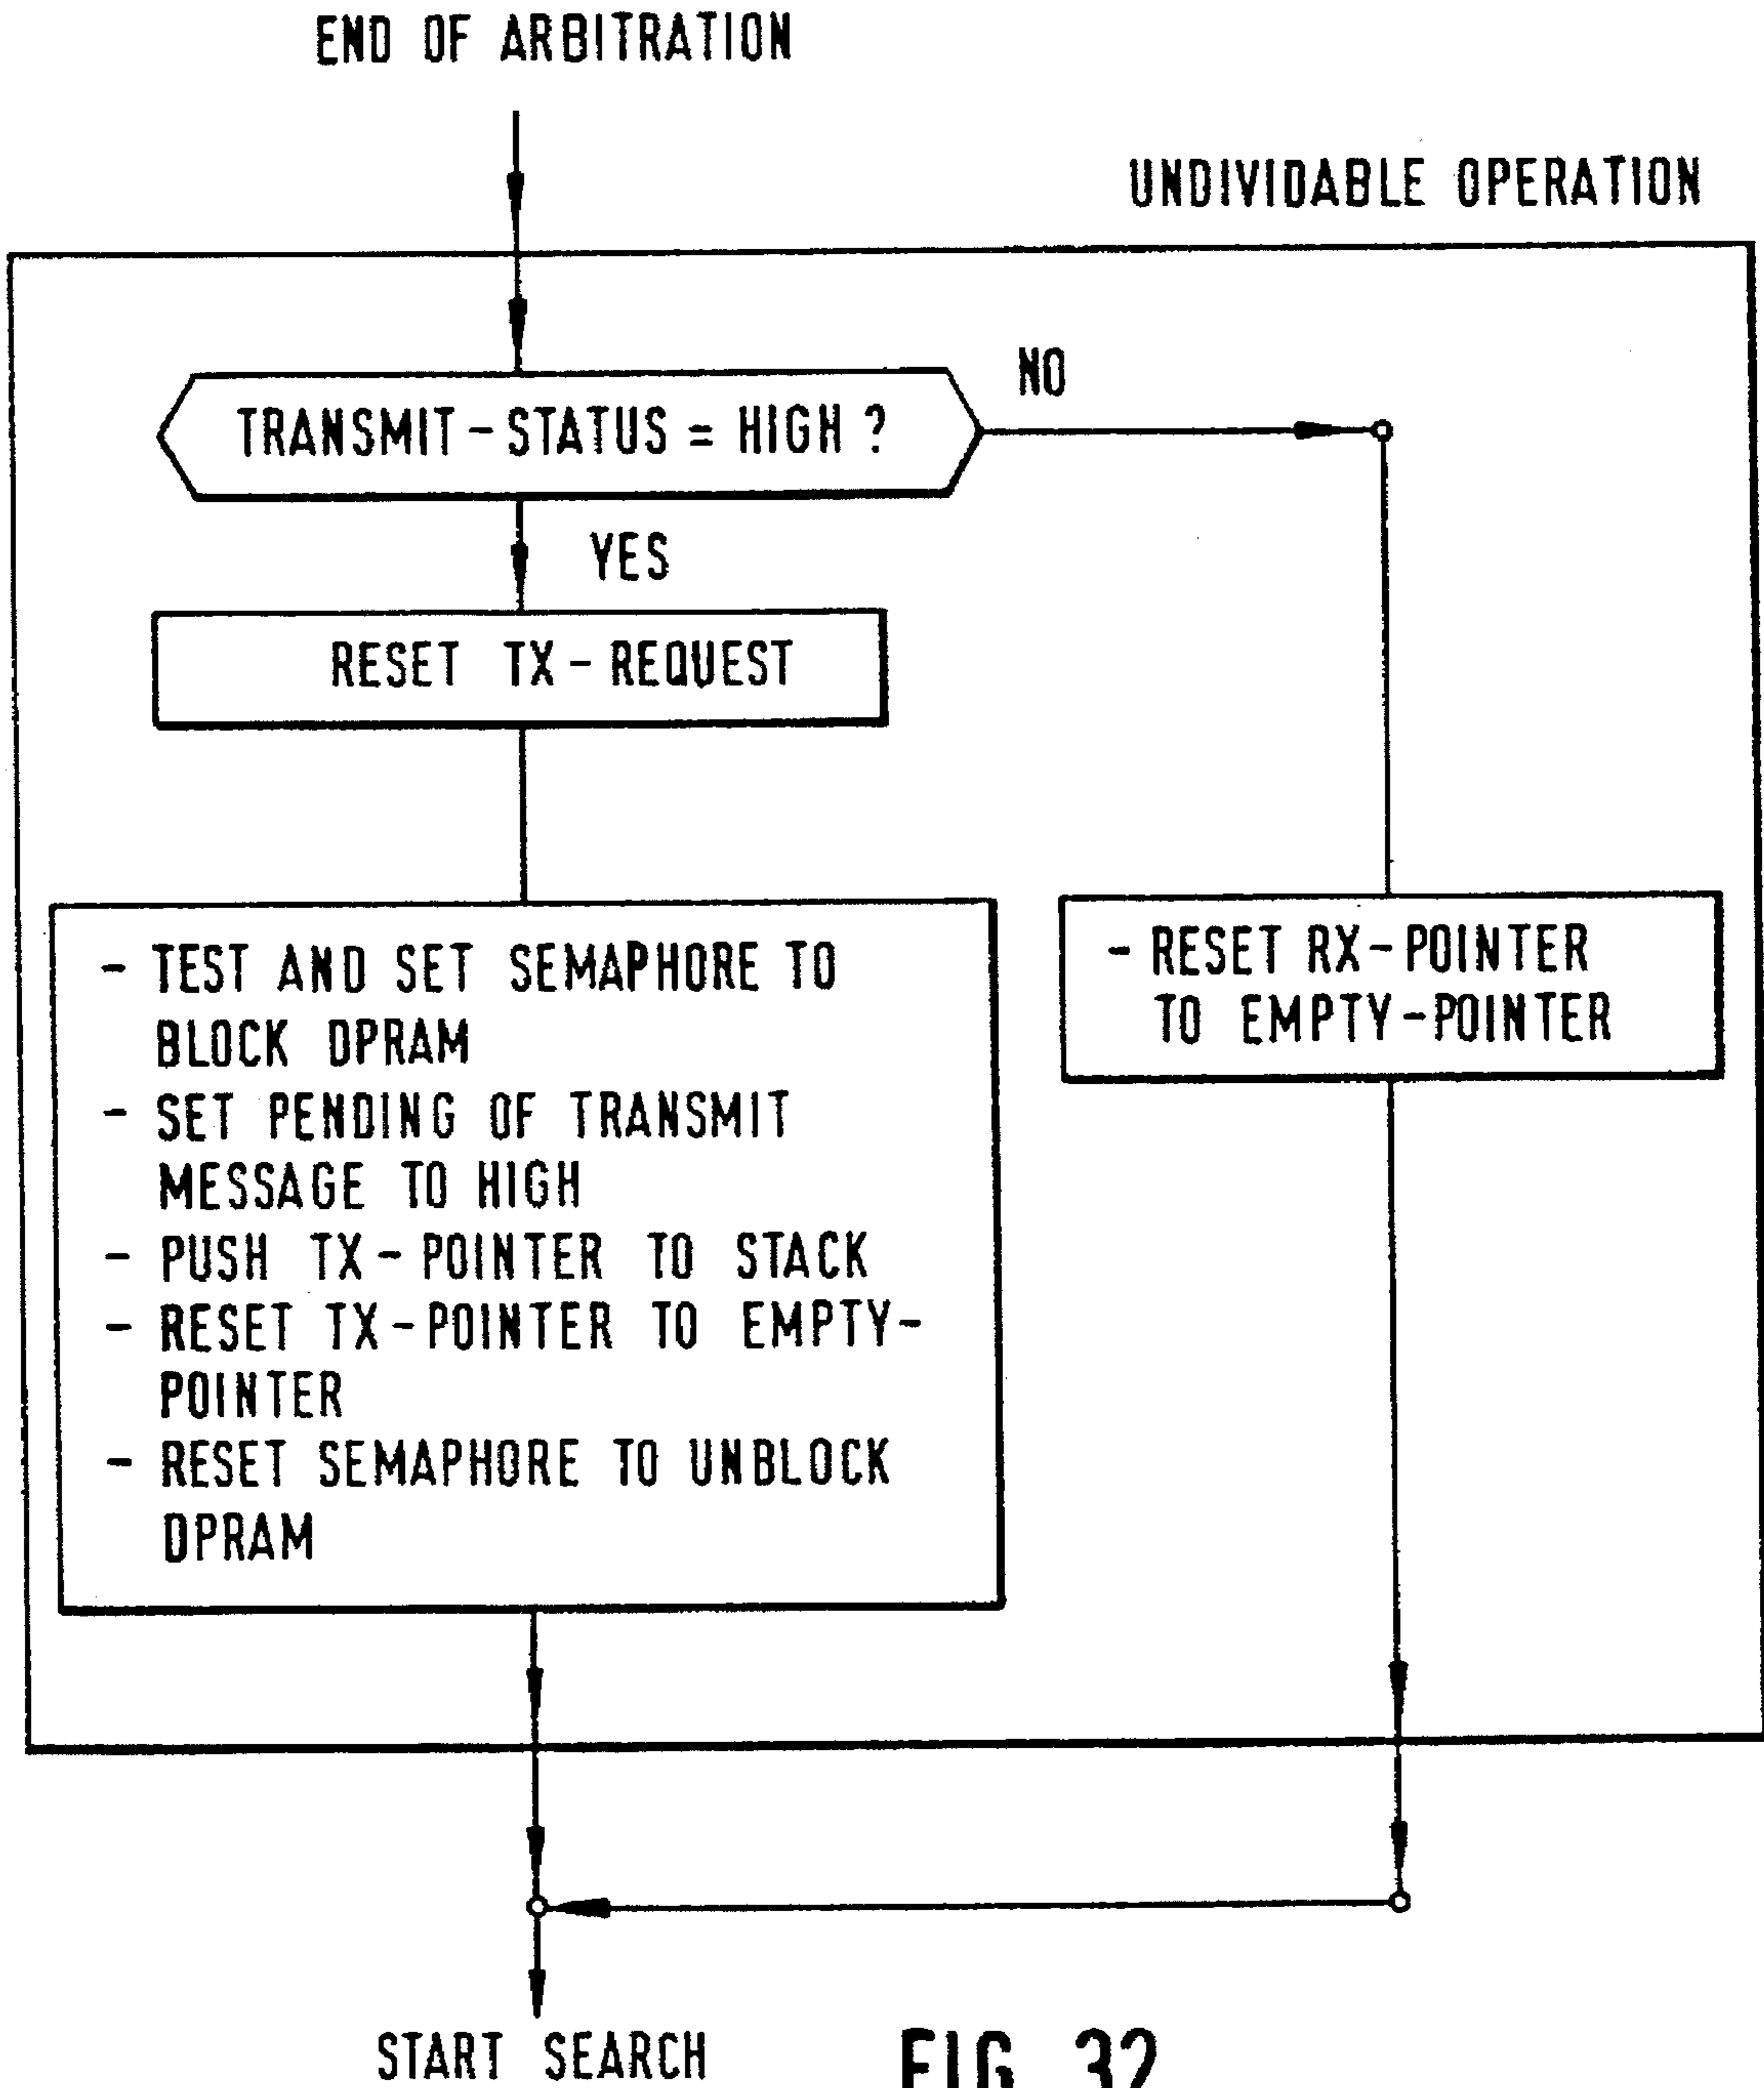 END OF ARBITRATION
UNDIVIDABLE OPERATION
NO
TRANSMIT-STATUS = HIGH ?
YES
RESET TX-REQUEST
- TEST AND SET SEMAPHORE TO
BLOCK DPRAM
- SET PENDING OF TRANSMIT
MESSAGE TO HIGH
- PUSH TX-POINTER TO STACK
- RESET TX-POINTER TO EMPTY-
POINTER
- RESET SEMAPHORE TO UNBLOCK
DPRAM
- RESET RX-POINTER
TO EMPTY-POINTER
START SEARCH
FIG. 32